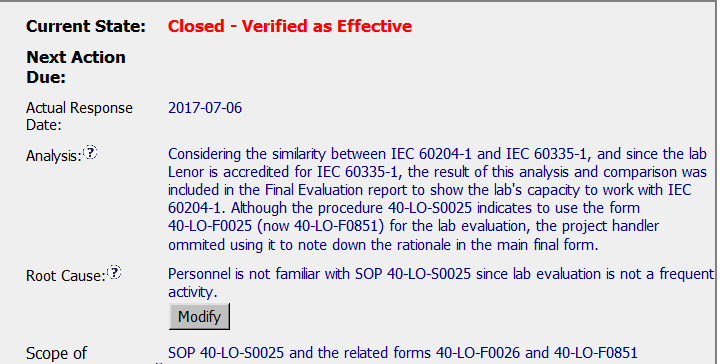 Current State: Closed - Verified as Effective
Next Action
Due:
Actual Response 2017-07-06
Date:
Analysis:? Considering the similarity between IEC 60204-1 and IEC 60335-1, and since the lab
Lenor is accredited for IEC 60335-1, the result of this analysis and comparison was
included in the Final Evaluation report to show the lab's capacity to work with IEC
60204-1. Although the procedure 40-LO-S0025 indicates to use the form
40-LO-F0025 (now 40-LO-F0851) for the lab evaluation, the project handler
ommited using it to note down the rationale in the main final form.
Root Cause:? Personnel is not familiar with SOP 40-LO-S0025 since lab evaluation is not a frequent
activity.
Modify
Scope of SOP 40-LO-S0025 and the related forms 40-LO-F0026 and 40-LO-F0851